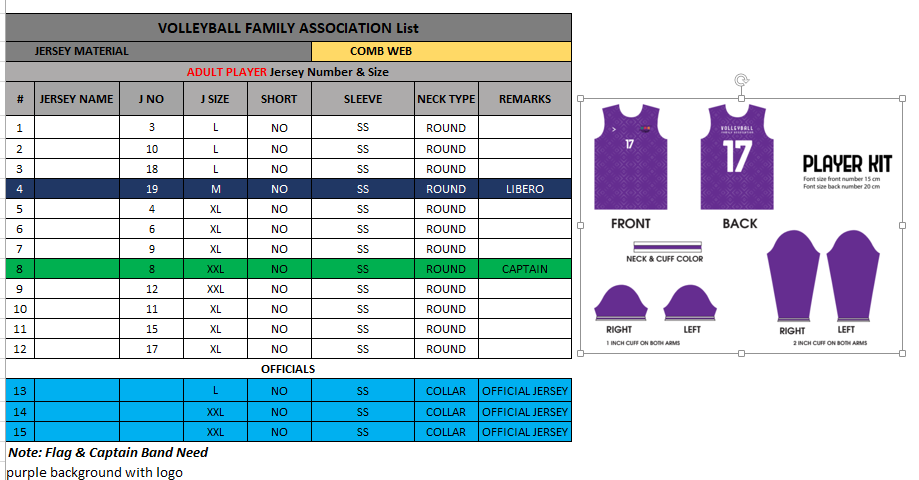 VOLLEYBALL FAMILY ASSOCIATION List
JERSEY MATERIAL COMB WEB
ADULT PLAYER Jersey Number & Size
# JERSEY NAME J NO J SIZE SHORT SLEEVE NECK TYPE REMARKS
1 3 L NO SS ROUND
2 10 L NO SS ROUND
3 18 L NO SS ROUND
4 19 M NO SS ROUND LIBERO
5 4 XL NO SS ROUND
6 6 XL NO SS ROUND
7 9 XL NO SS ROUND
8 8 XXL NO SS ROUND CAPTAIN
9 12 XXL NO SS ROUND
10 11 XL NO SS ROUND
11 15 XL NO SS ROUND
12 17 XL NO SS ROUND
OFFICIALS
13 L NO SS COLLAR OFFICIAL JERSEY
14 XXL NO SS COLLAR OFFICIAL JERSEY
15 XXL NO SS COLLAR OFFICIAL JERSEY
Note: Flag & Captain Band Need
purple background with logo
17
VOLLEYBALL
17
PLAYER KIT
Font size front number 15 cm
Font size back number 20 cm
FRONT BACK
NECK & CUFF COLOR
RIGHT LEFT
1 INCH CUFF ON BOTH ARMS
RIGHT LEFT
2 INCH CUFF ON BOTH ARMS